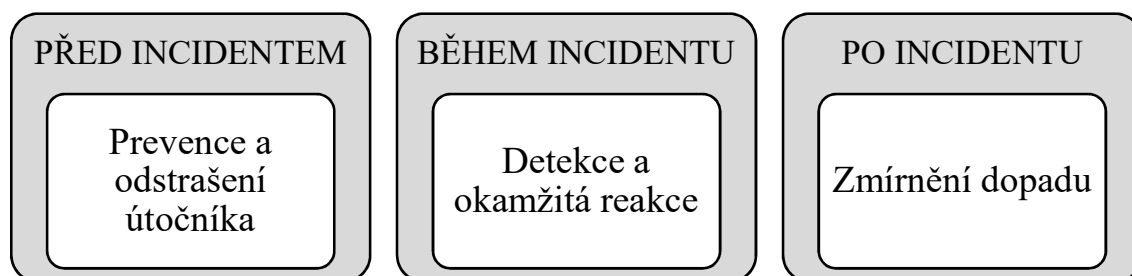 PŘED INCIDENTEM
Prevence a
odstrašení
útočníka
BĚHEM INCIDENTU
Detekce a
okamžitá reakce
PO INCIDENTU
Zmírnění dopadu